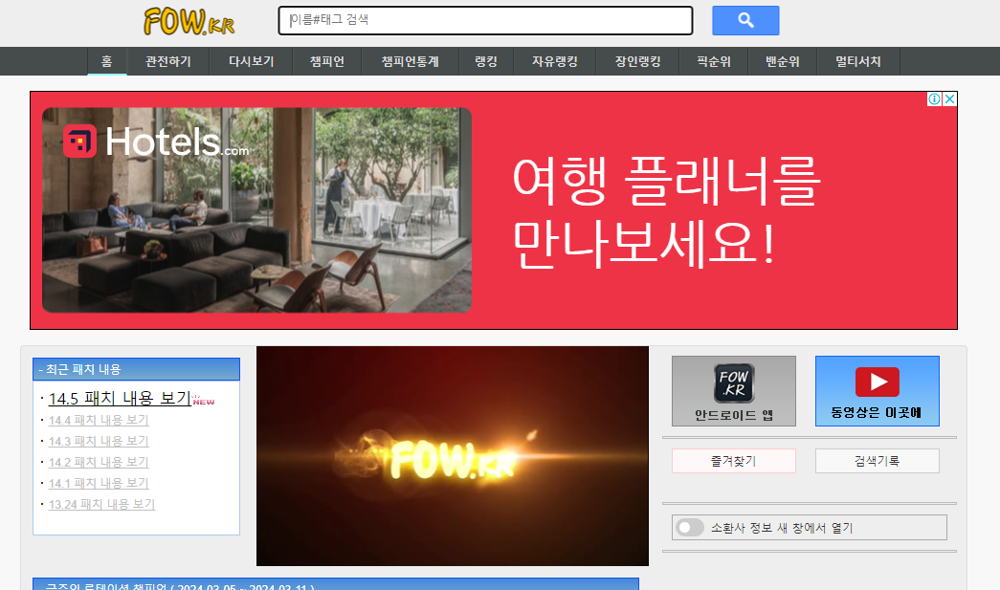 FOW.KR
이름#태그 검색
홈 관전하기 다시보기 챔피언 챔피언통계 랭킹 자유랭킹 장인랭킹 픽순위 밴순위 멀티서치
Hotels.com
여행 플래너를
만나보세요!
- 최근 패치 내용
· 14.5 패치 내용 보기 NEW
· 14.4 패치 내용 보기
· 14.3 패치 내용 보기
· 14.2 패치 내용 보기
· 14.1 패치 내용 보기
· 13.24 패치 내용 보기
FOW.KR
FOW
.KR
안드로이드 앱
동영상은 이곳에
즐겨찾기
검색기록
소환사 정보 새 창에서 열기
금주의 로테이션 챔피언 ( 2024-03-05 ~ 2024-03-11 )